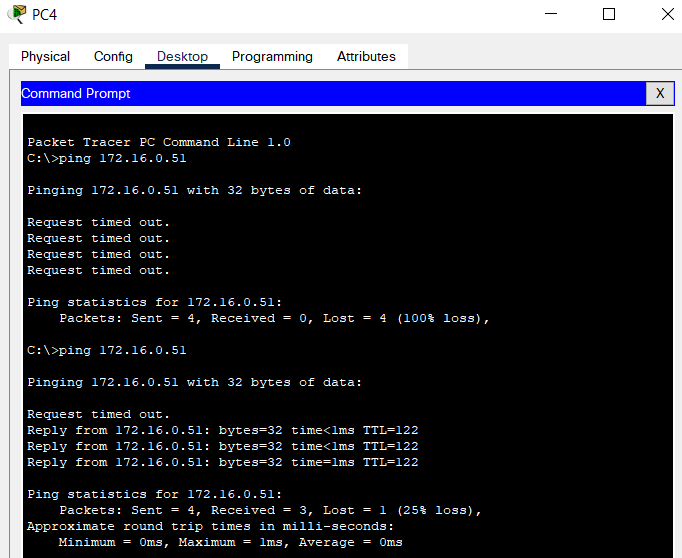 PC4
Physical Config Desktop Programming Attributes
Command Prompt X
Packet Tracer PC Command Line 1.0
C:\>ping 172.16.0.51
Pinging 172.16.0.51 with 32 bytes of data:
Request timed out.
Request timed out.
Request timed out.
Request timed out.
Ping statistics for 172.16.0.51:
    Packets: Sent = 4, Received = 0, Lost = 4 (100% loss),
C:\>ping 172.16.0.51
Pinging 172.16.0.51 with 32 bytes of data:
Request timed out.
Reply from 172.16.0.51: bytes=32 time<1ms TTL=122
Reply from 172.16.0.51: bytes=32 time<1ms TTL=122
Reply from 172.16.0.51: bytes=32 time=1ms TTL=122
Ping statistics for 172.16.0.51:
    Packets: Sent = 4, Received = 3, Lost = 1 (25% loss),
Approximate round trip times in milli-seconds:
    Minimum = 0ms, Maximum = 1ms, Average = 0ms